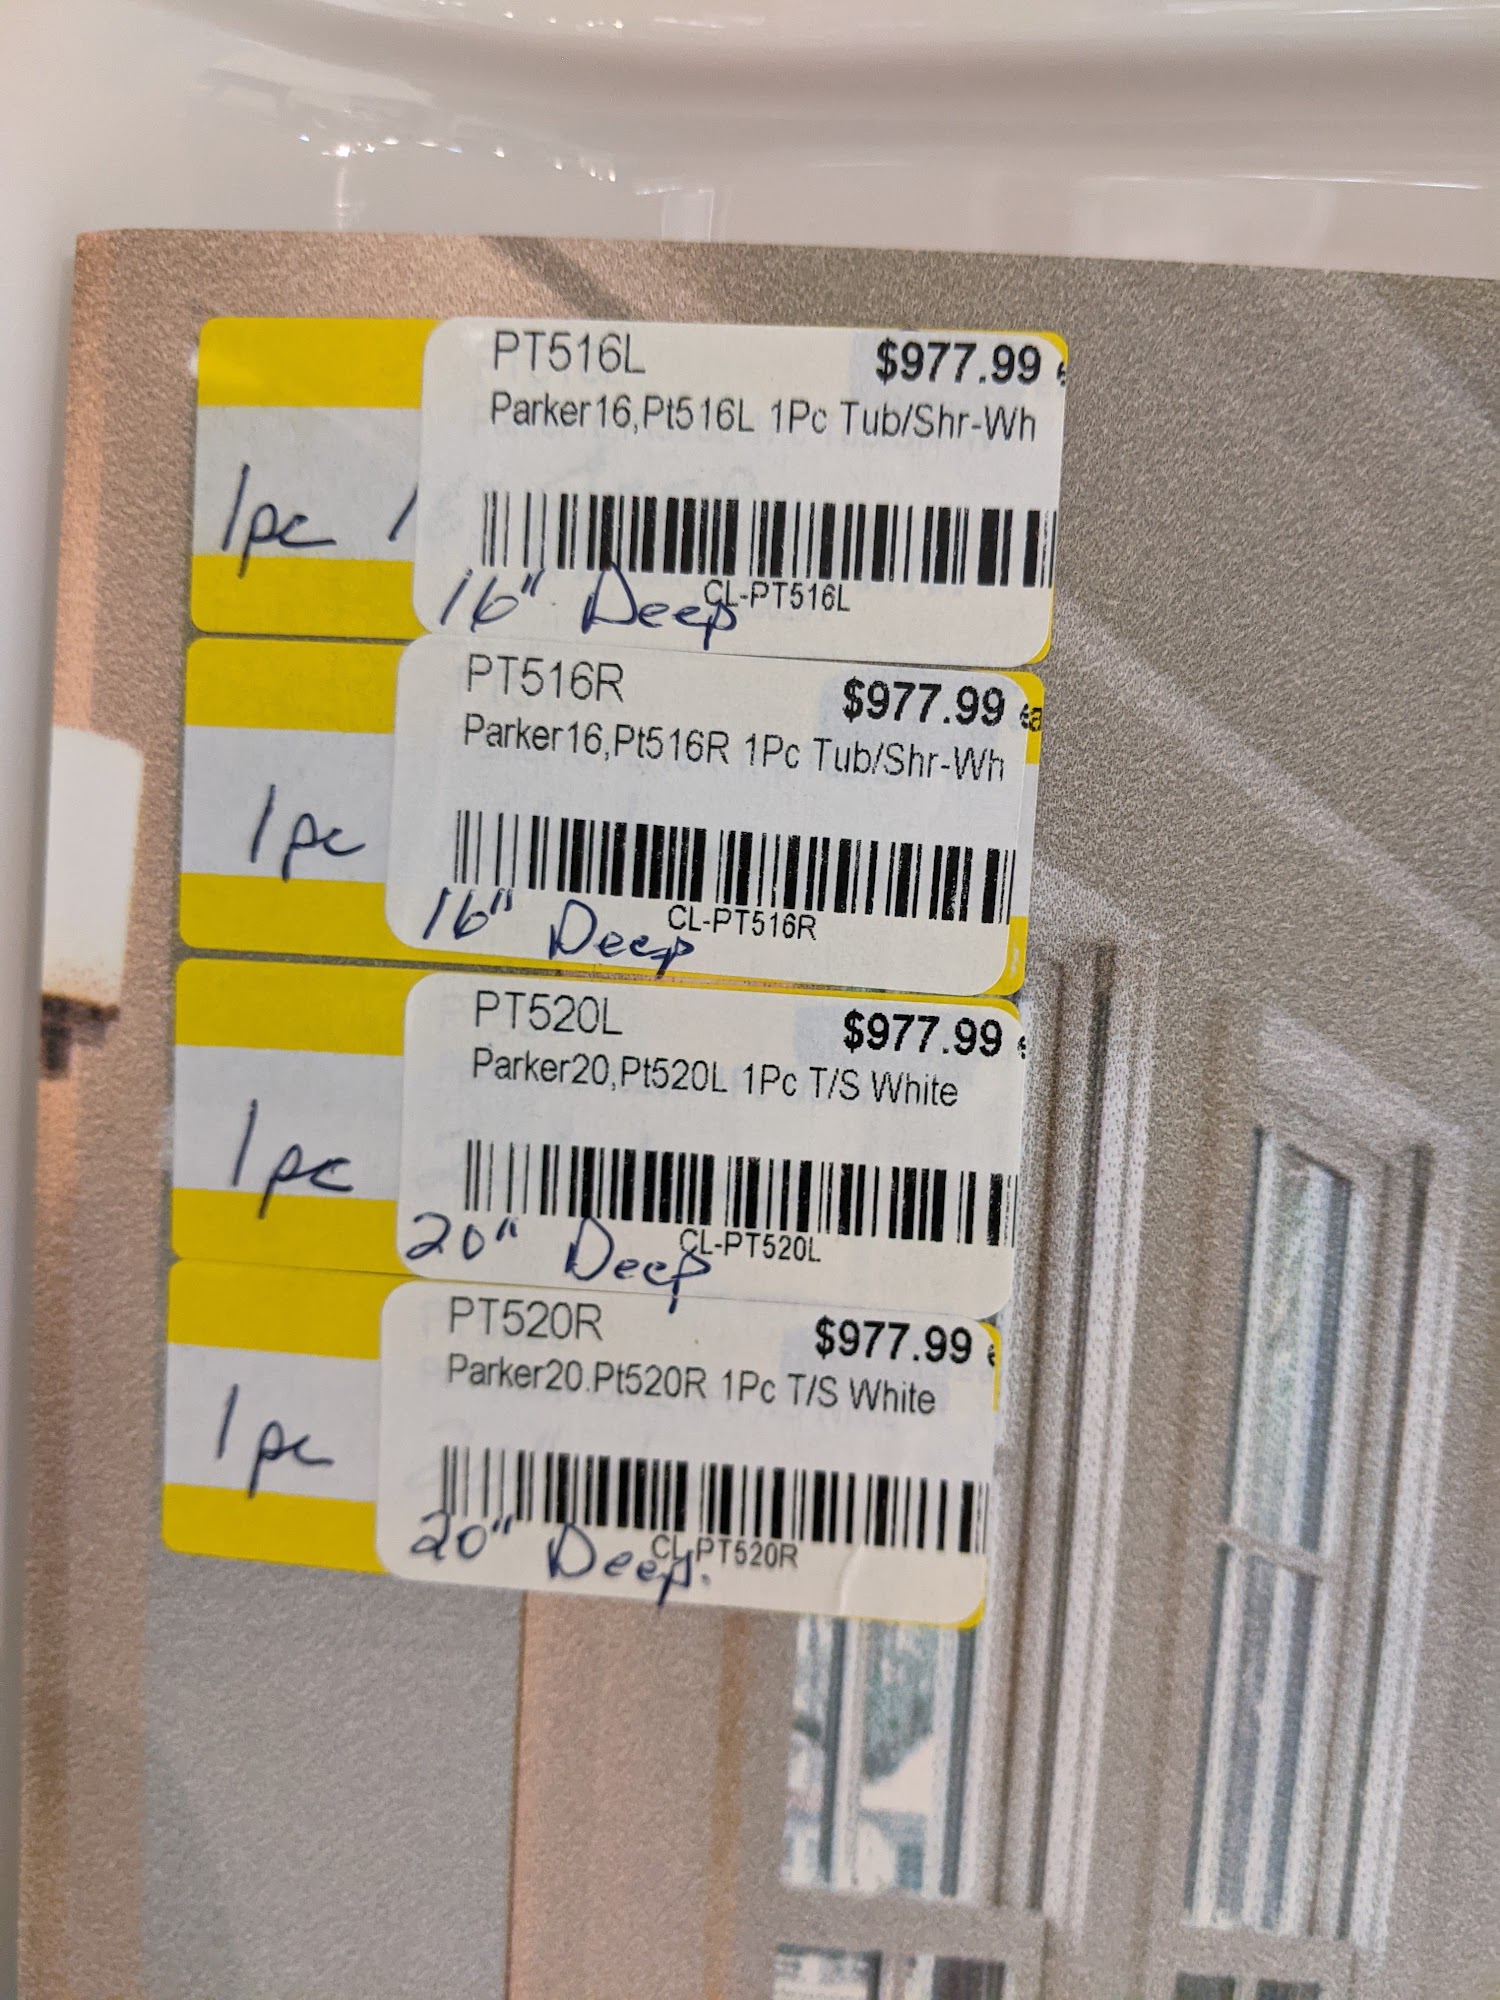 PT516L $977.99
Parker16,Pt516L 1Pc Tub/Shr-Wh
1pc 1
CL-PT516L
16" Deep
PT516R $977.99 ea
Parker16,Pt516R 1Pc Tub/Shr-Wh
1pc
CL-PT516R
16" Deep
PT520L $977.99
Parker20,Pt520L 1Pc T/S White
1pc
CL-PT520L
20" Deep
PT520R $977.99
Parker20.Pt520R 1Pc T/S White
1pc
CL-PT520R
20" Deep.